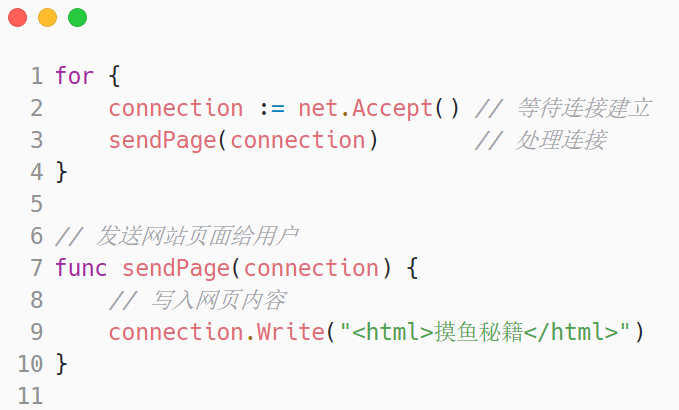 1 for {
2     connection := net.Accept() // 等待连接建立
3     sendPage(connection)       // 处理连接
4 }
5
6 // 发送网站页面给用户
7 func sendPage(connection) {
8     // 写入网页内容
9     connection.Write("<html>摸鱼秘籍</html>")
10 }
11